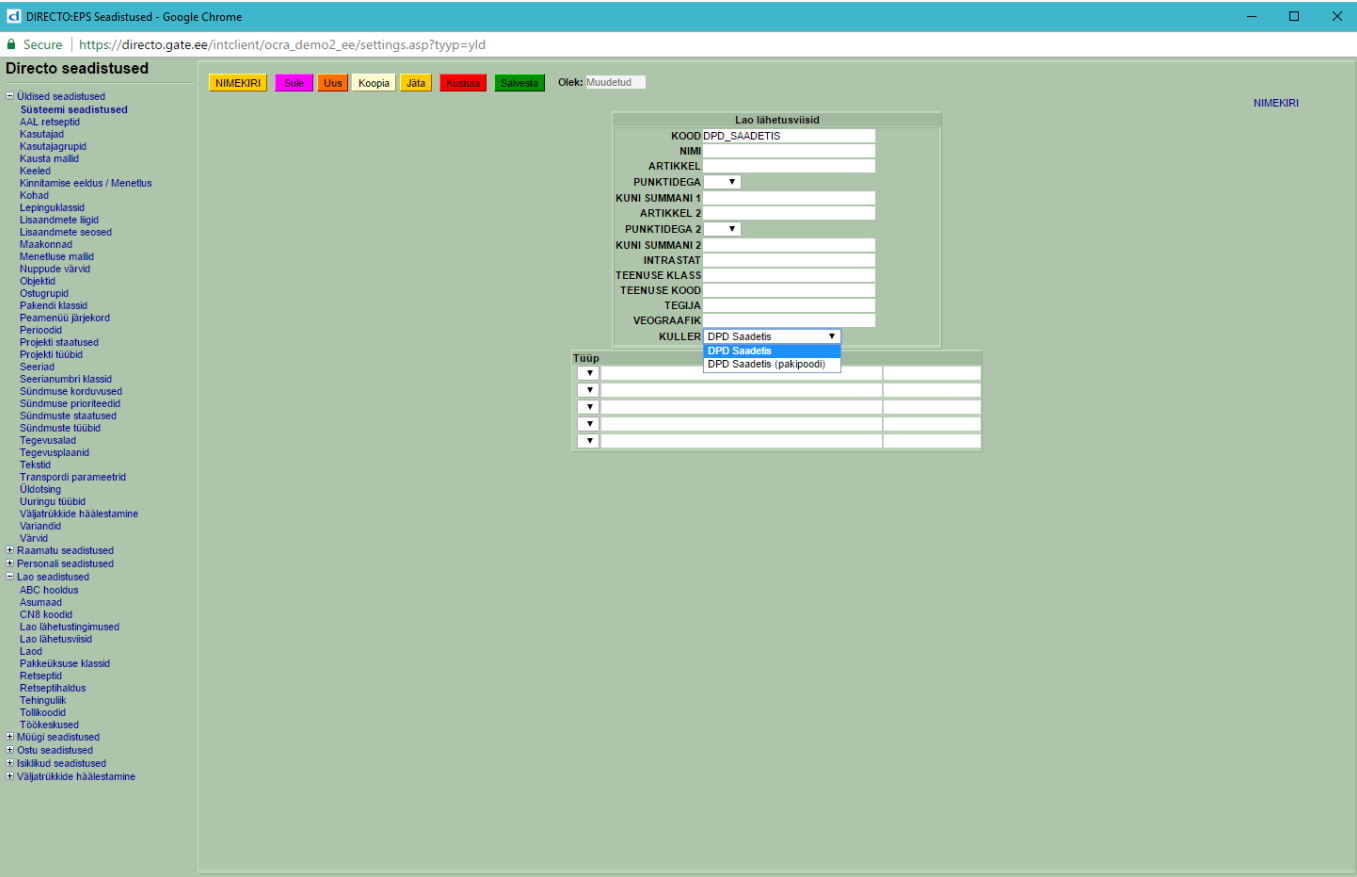 DIRECTO:EPS Seadistused - Google Chrome
Secure https://directo.gate.ee/intclient/ocra_demo2_ee/settings.asp?tyyp=yld
Directo seadistused
Üldised seadistused
Süsteemi seadistused
AAL retseptid
Kasutajad
Kasutajagrupid
Kausta mallid
Keeled
Kinnitamise eeldus / Menetlus
Kohad
Lepinguklassid
Lisaandmete liigid
Lisaandmete seosed
Maakonnad
Menetluse mallid
Nuppude värvid
Objektid
Ostugrupid
Pakendi klassid
Peamenüü järjekord
Perioodid
Projekti staatused
Projekti tüübid
Seeriad
Seerianumbri klassid
Sündmuse korduvused
Sündmuse prioriteedid
Sündmuste staatused
Sündmuste tüübid
Tegevusalad
Tegevusplaanid
Tekstid
Transpordi parameetrid
Üldotsing
Uuringu tüübid
Väljatrükkide häälestamine
Variandid
Värvid
Raamatu seadistused
Personali seadistused
Lao seadistused
ABC hooldus
Asumaad
CN8 koodid
Lao lähetustingimused
Lao lähetusviisid
Laod
Pakkeüksuse klassid
Retseptid
Retseptihaldus
Tehinguliik
Tollikoodid
Töökeskused
Müügi seadistused
Ostu seadistused
Isiklikud seadistused
Väljatrükkide häälestamine
NIMEKIRI Sule Uus Koopia Jäta Kustuta Salvesta Olek: Muudetud
NIMEKIRI
Lao lähetusviisid
KOOD DPD_SAADETIS
NIMI
ARTIKKEL
PUNKTIDEGA
KUNI SUMMANI 1
ARTIKKEL 2
PUNKTIDEGA 2
KUNI SUMMANI 2
INTRASTAT
TEENUSE KLASS
TEENUSE KOOD
TEGIJA
VEOGRAAFIK
KULLER DPD Saadetis
DPD Saadetis
DPD Saadetis (pakipoodi)
Tüüp